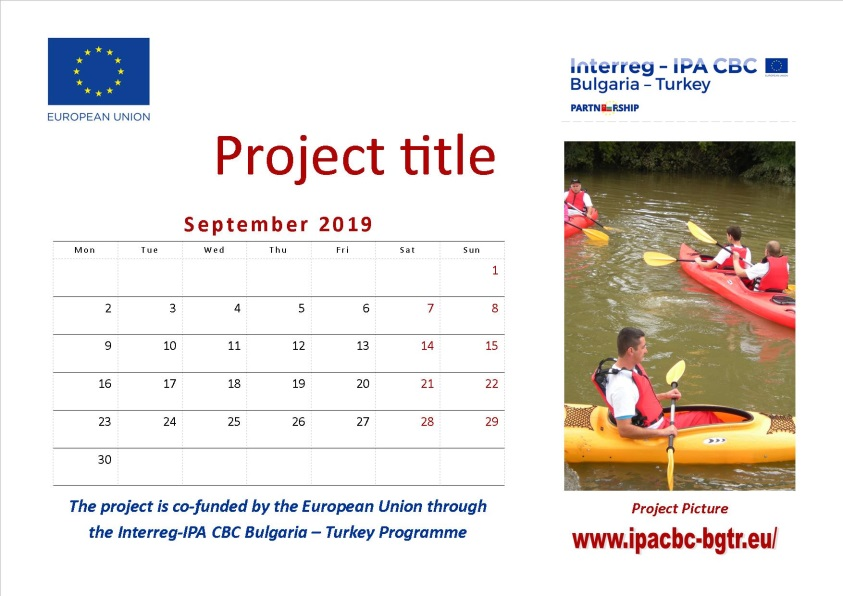 EUROPEAN UNION
Interreg - IPA CBC
Bulgaria – Turkey
PARTNERSHIP
Project title
September 2019
Mon Tue Wed Thu Fri Sat Sun
1
2 3 4 5 6 7 8
9 10 11 12 13 14 15
16 17 18 19 20 21 22
23 24 25 26 27 28 29
30
The project is co-funded by the European Union through
the Interreg-IPA CBC Bulgaria – Turkey Programme
Project Picture
www.ipacbc-bgtr.eu/